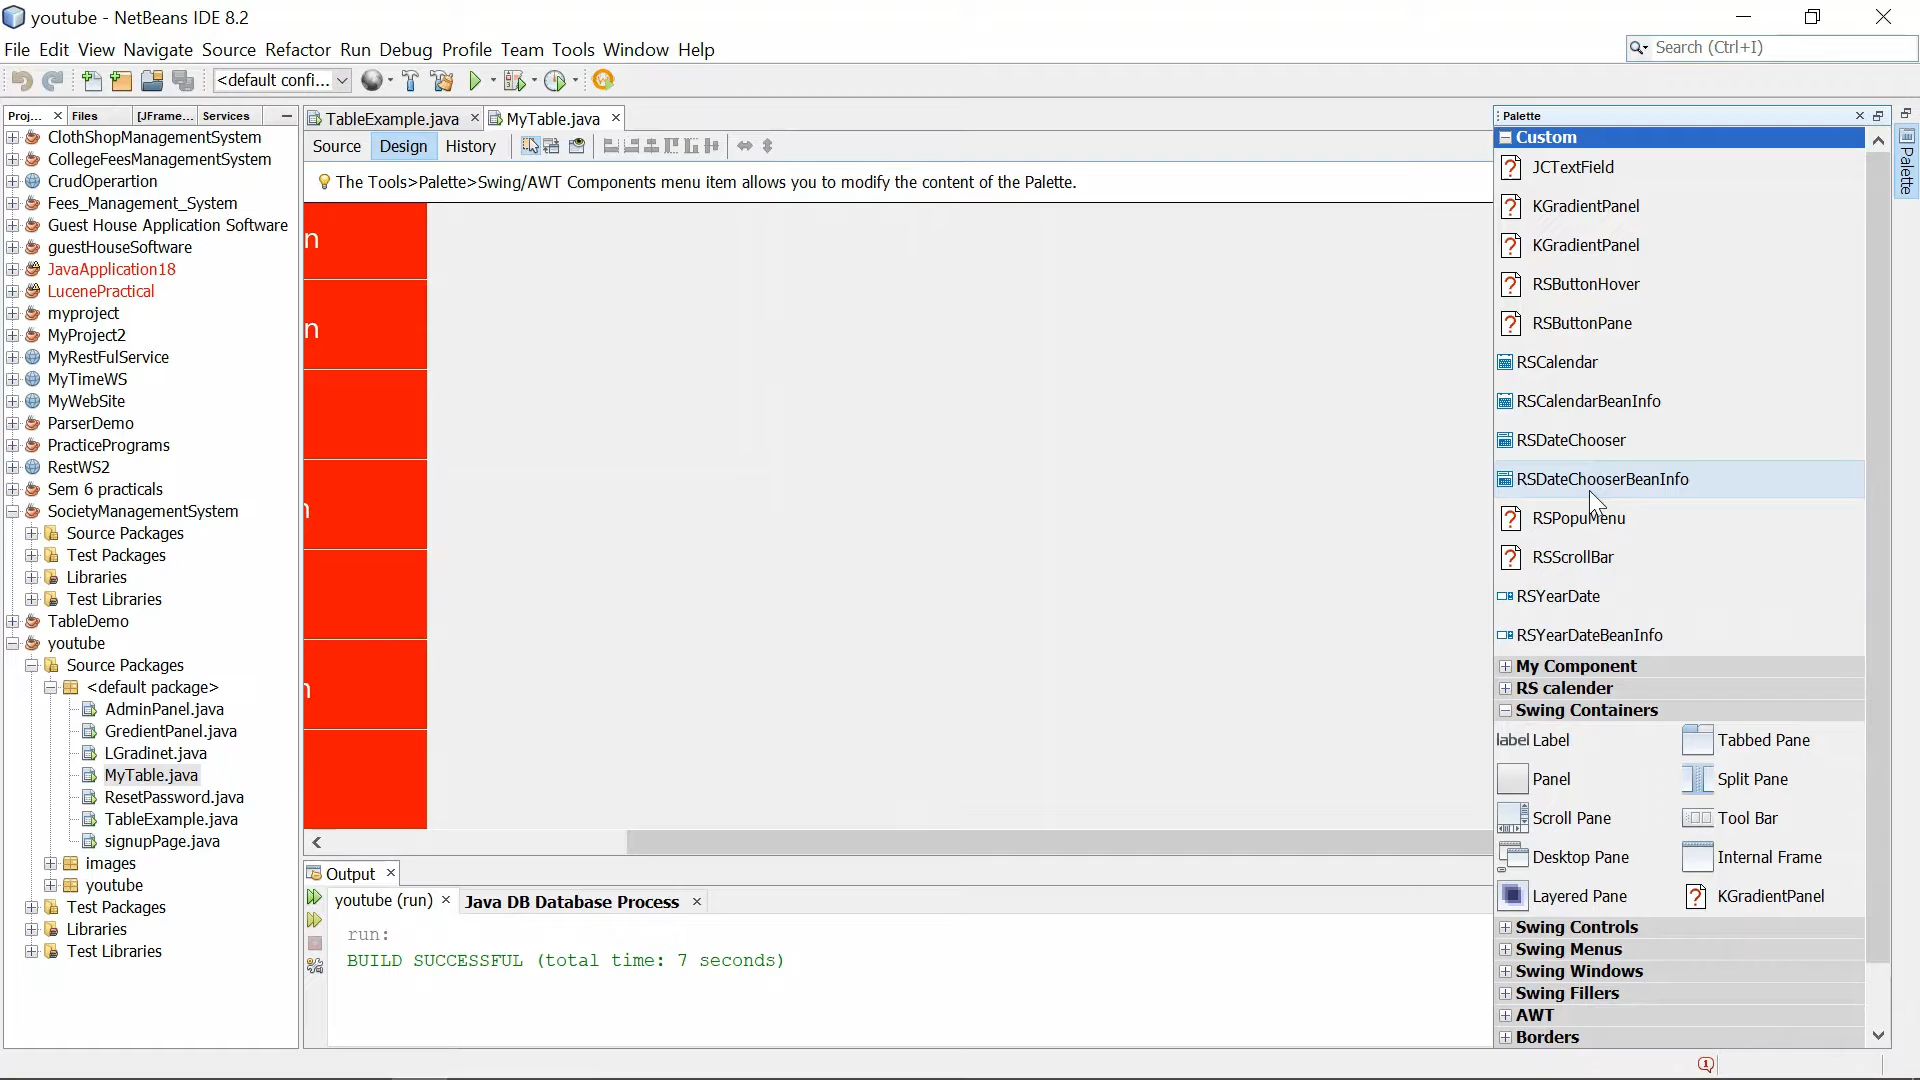 youtube - NetBeans IDE 8.2
File Edit View Navigate Source Refactor Run Debug Profile Team Tools Window Help
Search (Ctrl+I)
<default confi...
Proj...
Files
[JFrame...
Services
ClothShopManagementSystem
CollegeFeesManagementSystem
CrudOperartion
Fees_Management_System
Guest House Application Software
guestHouseSoftware
JavaApplication18
LucenePractical
myproject
MyProject2
MyRestFulService
MyTimeWS
MyWebSite
ParserDemo
PracticePrograms
RestWS2
Sem 6 practicals
SocietyManagementSystem
Source Packages
Test Packages
Libraries
Test Libraries
TableDemo
youtube
Source Packages
<default package>
AdminPanel.java
GredientPanel.java
LGradinet.java
MyTable.java
ResetPassword.java
TableExample.java
signupPage.java
images
youtube
Test Packages
Libraries
Test Libraries
TableExample.java
MyTable.java
Source Design History
The Tools>Palette>Swing/AWT Components menu item allows you to modify the content of the Palette.
n
n
Output
youtube (run)
Java DB Database Process
run:
BUILD SUCCESSFUL (total time: 7 seconds)
Palette
Custom
JCTextField
KGradientPanel
KGradientPanel
RSButtonHover
RSButtonPane
RSCalendar
RSCalendarBeanInfo
RSDateChooser
RSDateChooserBeanInfo
RSPopuMenu
RSScrollBar
RSYearDate
RSYearDateBeanInfo
My Component
RS calender
Swing Containers
label Label
Tabbed Pane
Panel
Split Pane
Scroll Pane
Tool Bar
Desktop Pane
Internal Frame
Layered Pane
KGradientPanel
Swing Controls
Swing Menus
Swing Windows
Swing Fillers
AWT
Borders
Palette